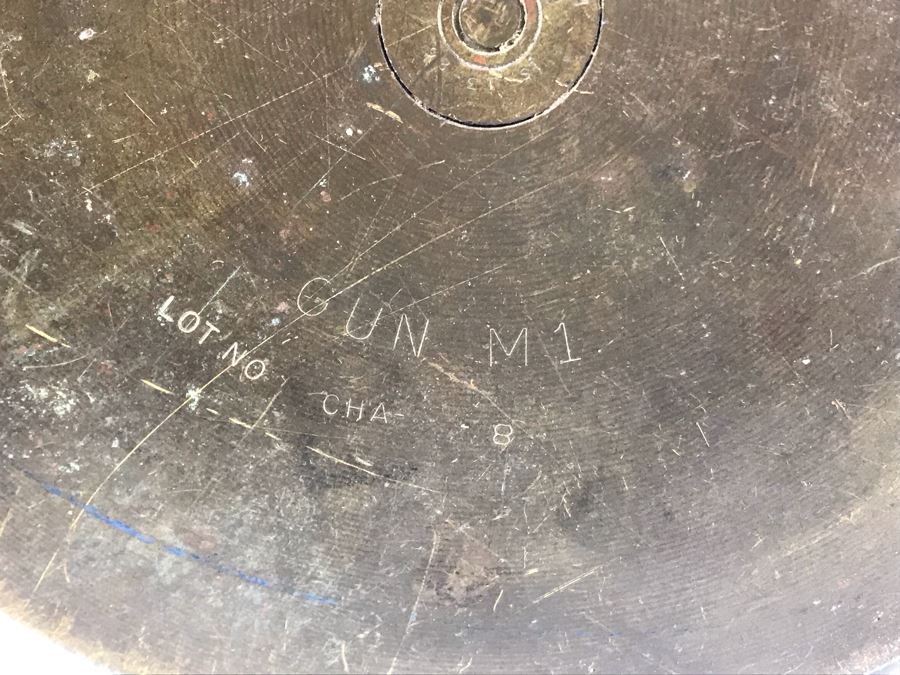 GUN M1
LOT NO
CHA- 8